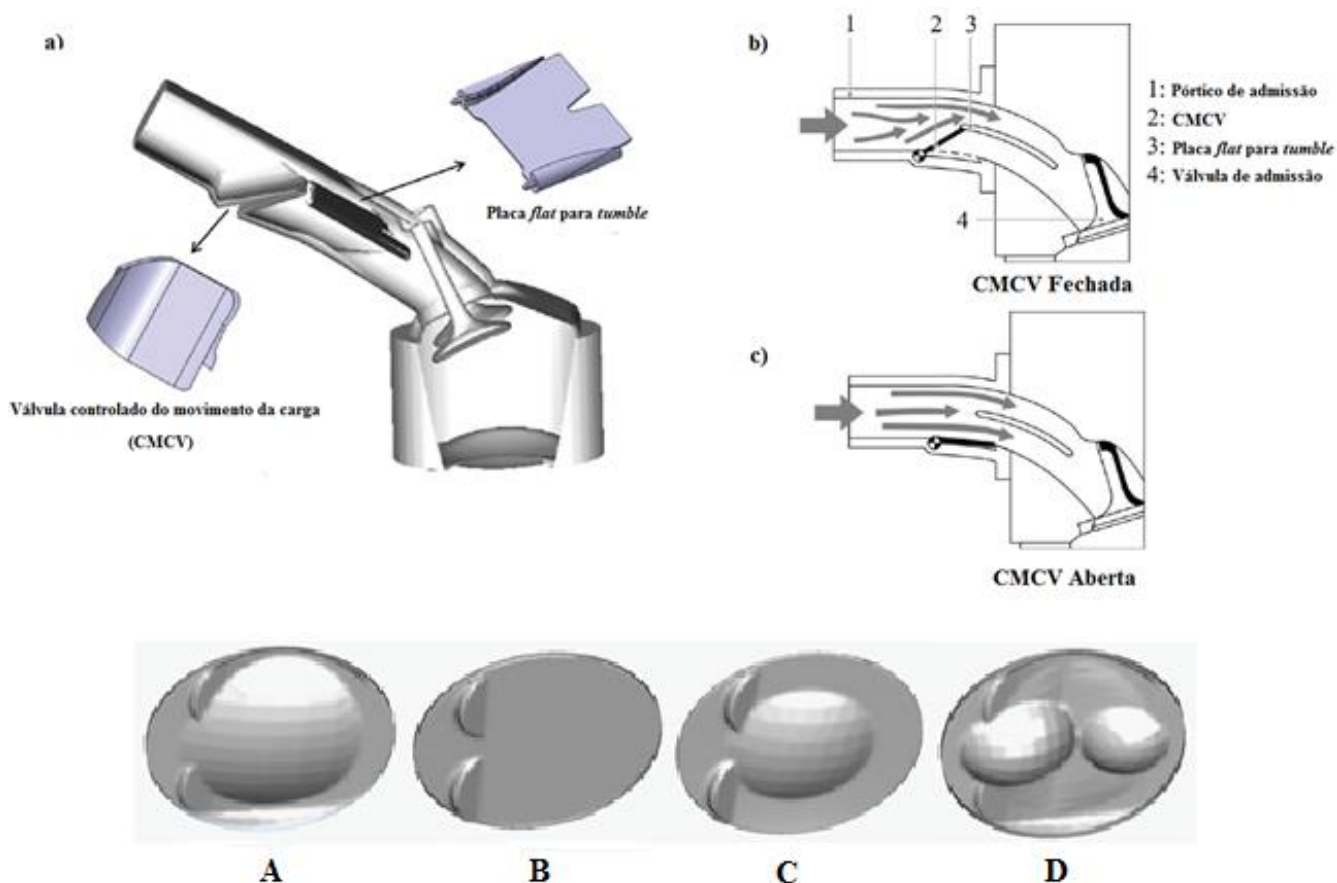 a)
Placa flat para tumble
Válvula controlado do movimento da carga
(CMCV)
b)
1 2 3
4
1: Pórtico de admissão
2: CMCV
3: Placa flat para tumble
4: Válvula de admissão
CMCV Fechada
c)
CMCV Aberta
A B C D